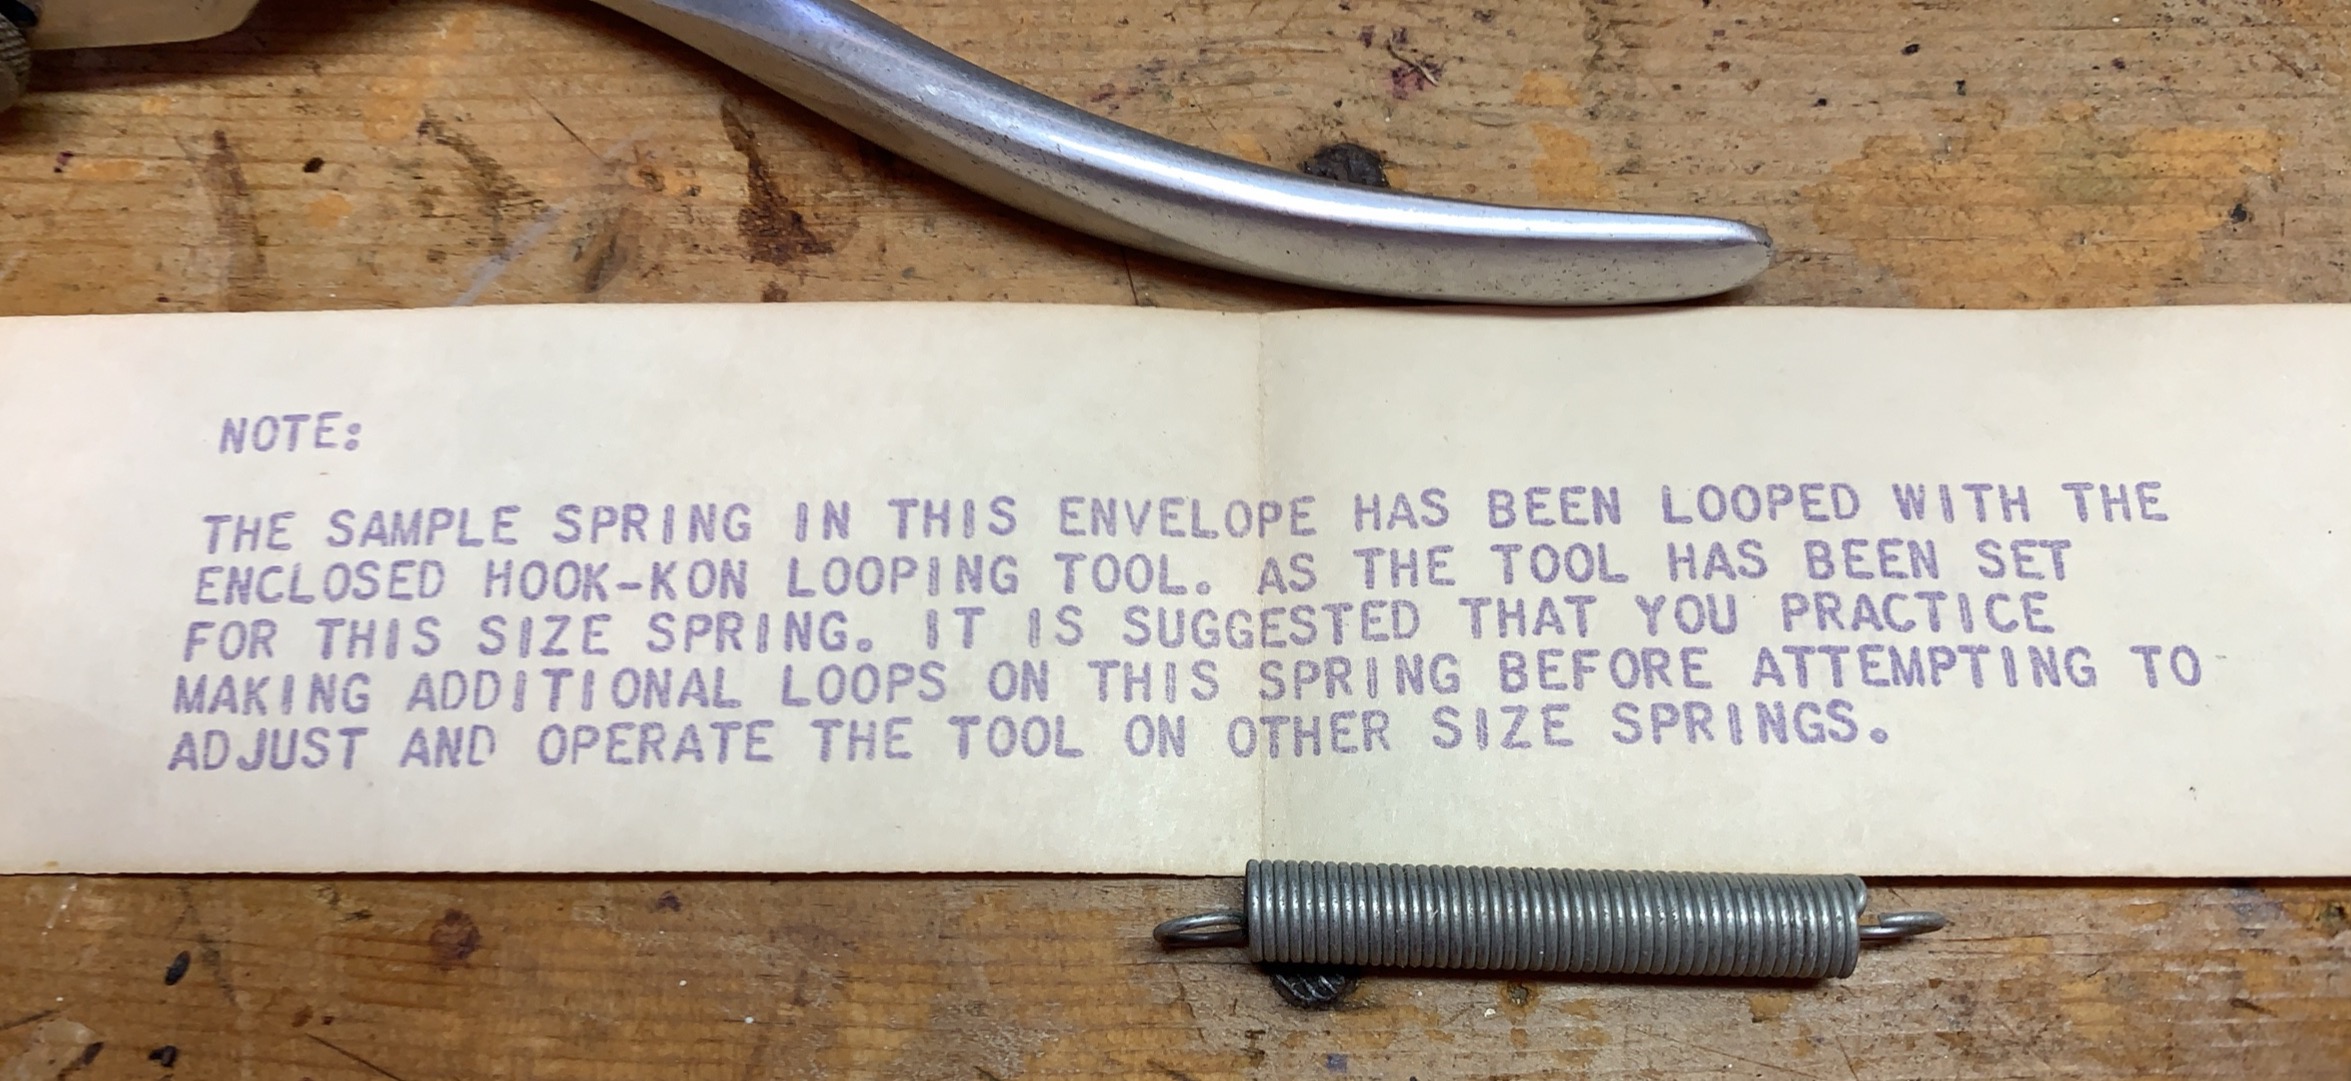 NOTE:
THE SAMPLE SPRING IN THIS ENVELOPE HAS BEEN LOOPED WITH THE
ENCLOSED HOOK-KON LOOPING TOOL. AS THE TOOL HAS BEEN SET
FOR THIS SIZE SPRING. IT IS SUGGESTED THAT YOU PRACTICE
MAKING ADDITIONAL LOOPS ON THIS SPRING BEFORE ATTEMPTING TO
ADJUST AND OPERATE THE TOOL ON OTHER SIZE SPRINGS.